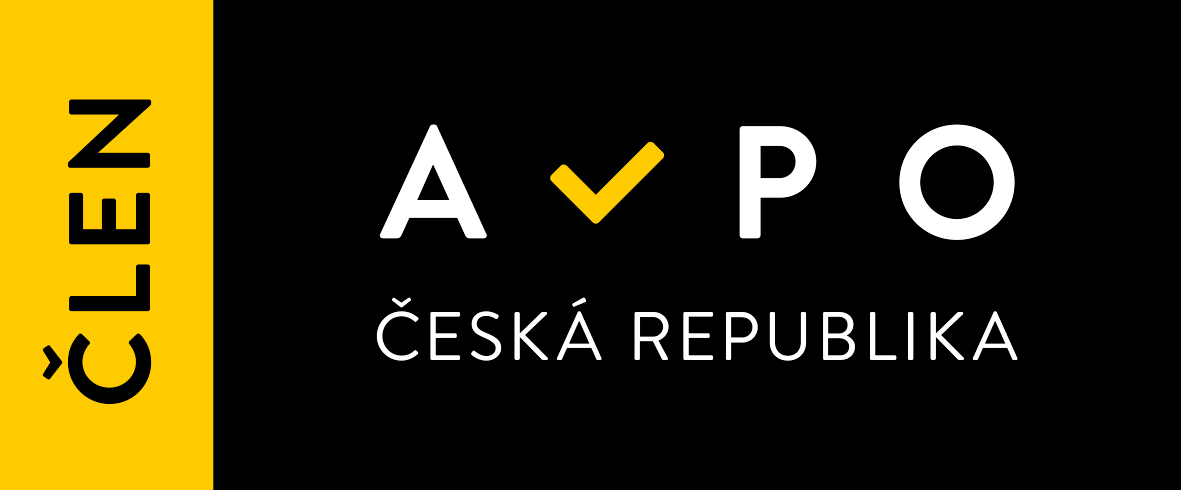 ČLEN
AVPO
ČESKÁ REPUBLIKA